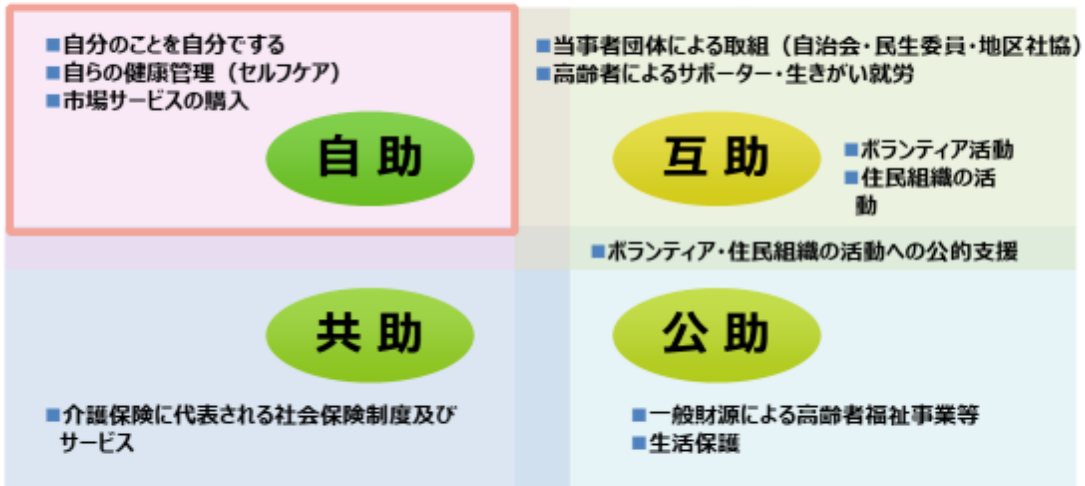 ■自分のことを自分でする
■自らの健康管理（セルフケア）
■市場サービスの購入
自 助
■当事者団体による取組（自治会・民生委員・地区社協）
■高齢者によるサポーター・生きがい就労
互 助
■ボランティア活動
■住民組織の活
動
■ボランティア・住民組織の活動への公的支援
共 助
■介護保険に代表される社会保険制度及び
サービス
公 助
■一般財源による高齢者福祉事業等
■生活保護